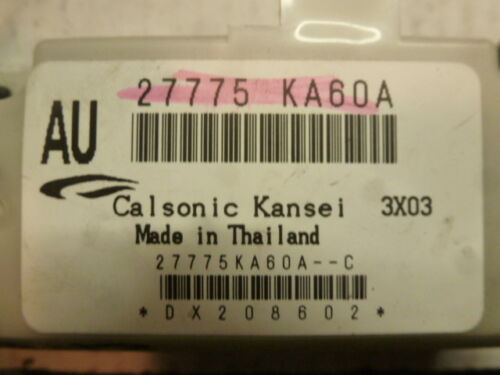 27775 KA60A
AU
Calsonic Kansei 3X03
Made in Thailand
27775KA60A--C
*DX208602*